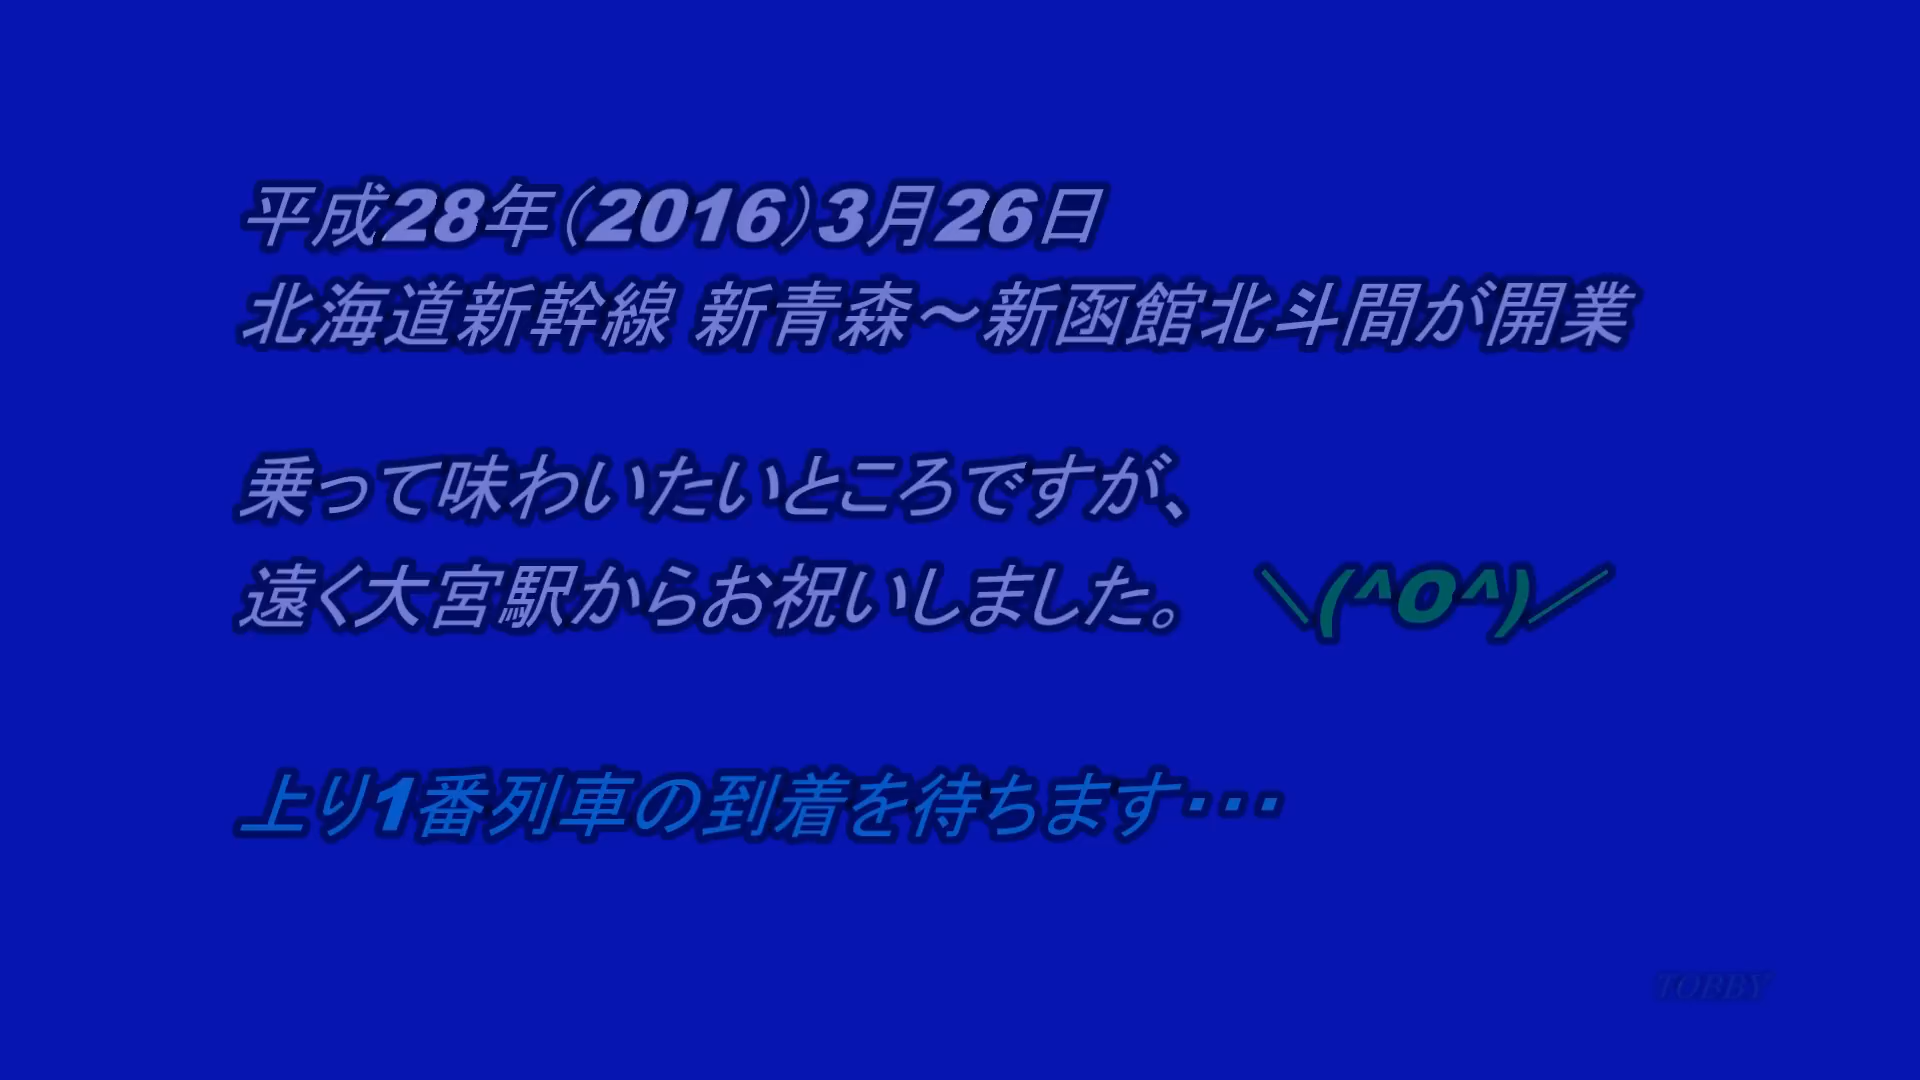 平成28年（2016）3月26日
北海道新幹線 新青森～新函館北斗間が開業
乗って味わいたいところですが、
遠く大宮駅からお祝いしました。 ＼(^O^)／
上り1番列車の到着を待ちます・・・
TOBBY